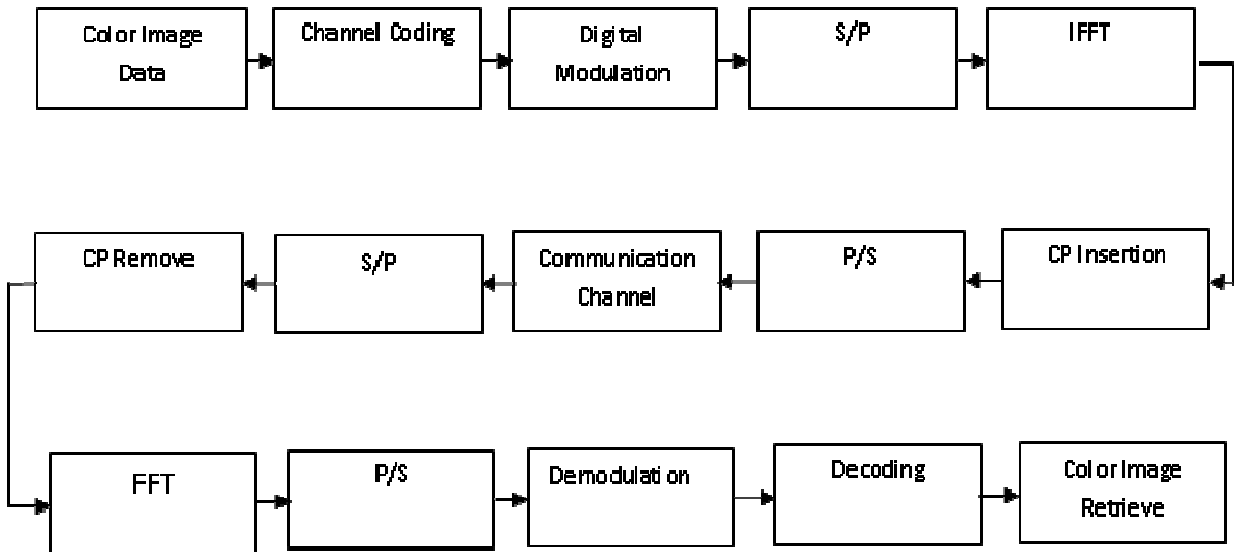 Color Image
Data
Channel Coding
Digital
Modulation
S/P
IFFT
CP Remove
S/P
Communication
Channel
P/S
CP Insertion
FFT
P/S
Demodulation
Decoding
Color Image
Retrieve